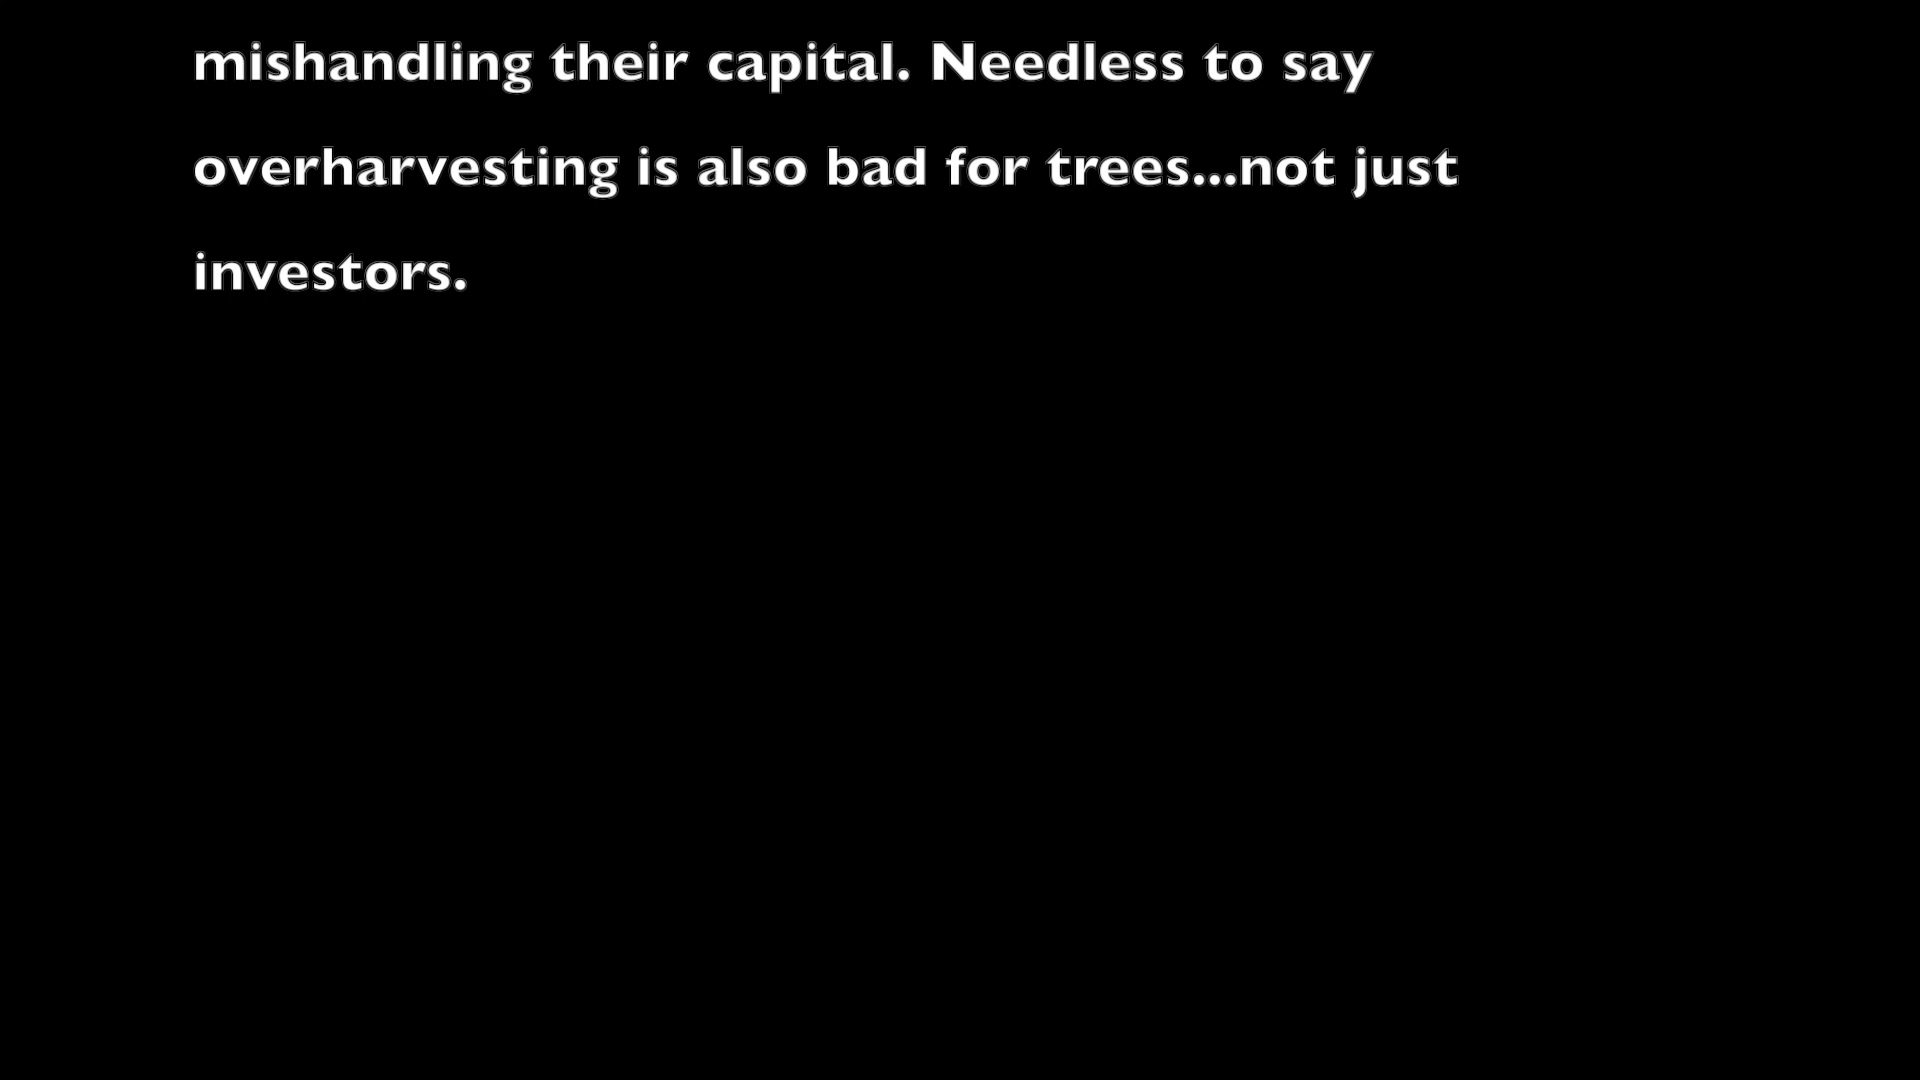 mishandling their capital. Needless to say
overharvesting is also bad for trees...not just
investors.